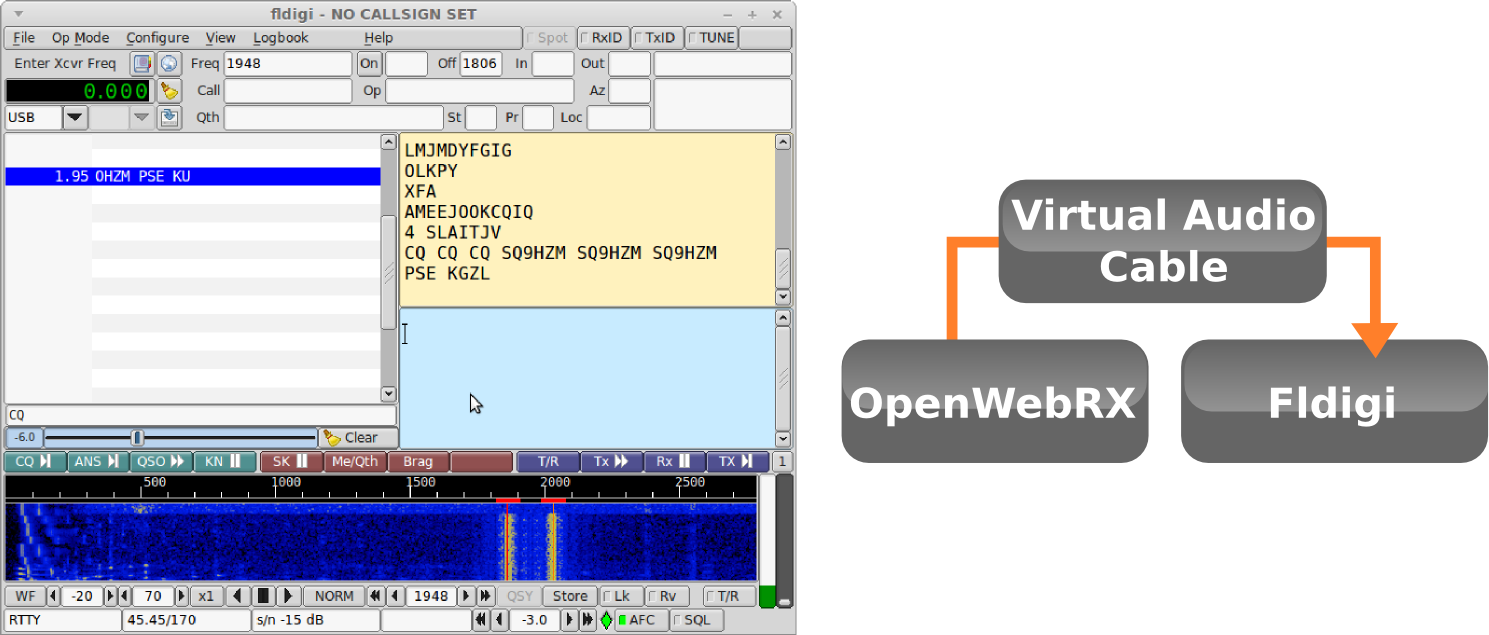 fldigi - NO CALLSIGN SET
File Op Mode Configure View Logbook Help Spot RxID TxID TUNE
Enter Xcvr Freq Freq 1948 On Off 1806 In Out
0.000 Call Op Az
USB Qth St Pr Loc
LMJMDYFGIG
OLKPY
1.95 OHZM PSE KU
XFA
AMEEJOOKCQIQ
4 SLAITJV
CQ CQ CQ SQ9HZM SQ9HZM SQ9HZM
PSE KGZL
CQ
-6.0 Clear
CQ ANS QSO KN SK Me/Qth Brag T/R Tx Rx TX 1
500 1000 1500 2000 2500
WF -20 70 x1 NORM 1948 QSY Store Lk Rv T/R
RTTY 45.45/170 s/n -15 dB -3.0 AFC SQL
Virtual Audio
Cable
OpenWebRX
Fldigi